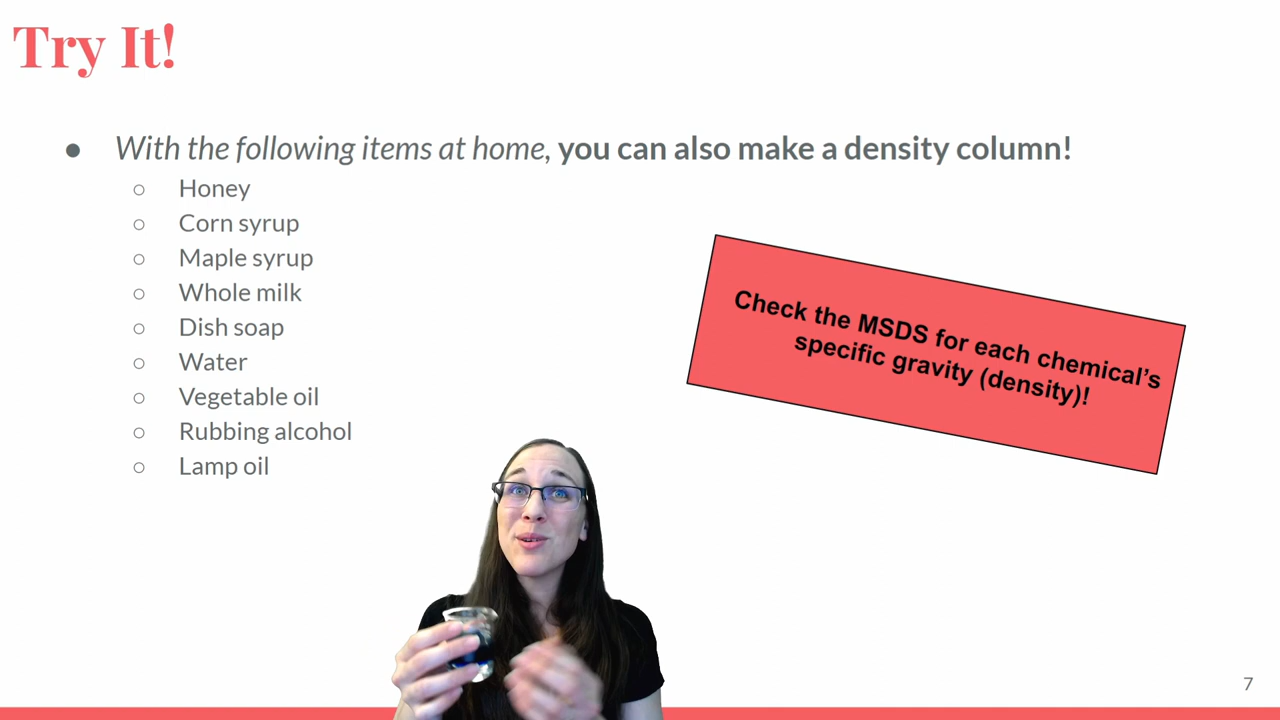 Try It!
● With the following items at home, you can also make a density column!
○ Honey
○ Corn syrup
○ Maple syrup
○ Whole milk
○ Dish soap
○ Water
○ Vegetable oil
○ Rubbing alcohol
○ Lamp oil
Check the MSDS for each chemical's
specific gravity (density)!
7